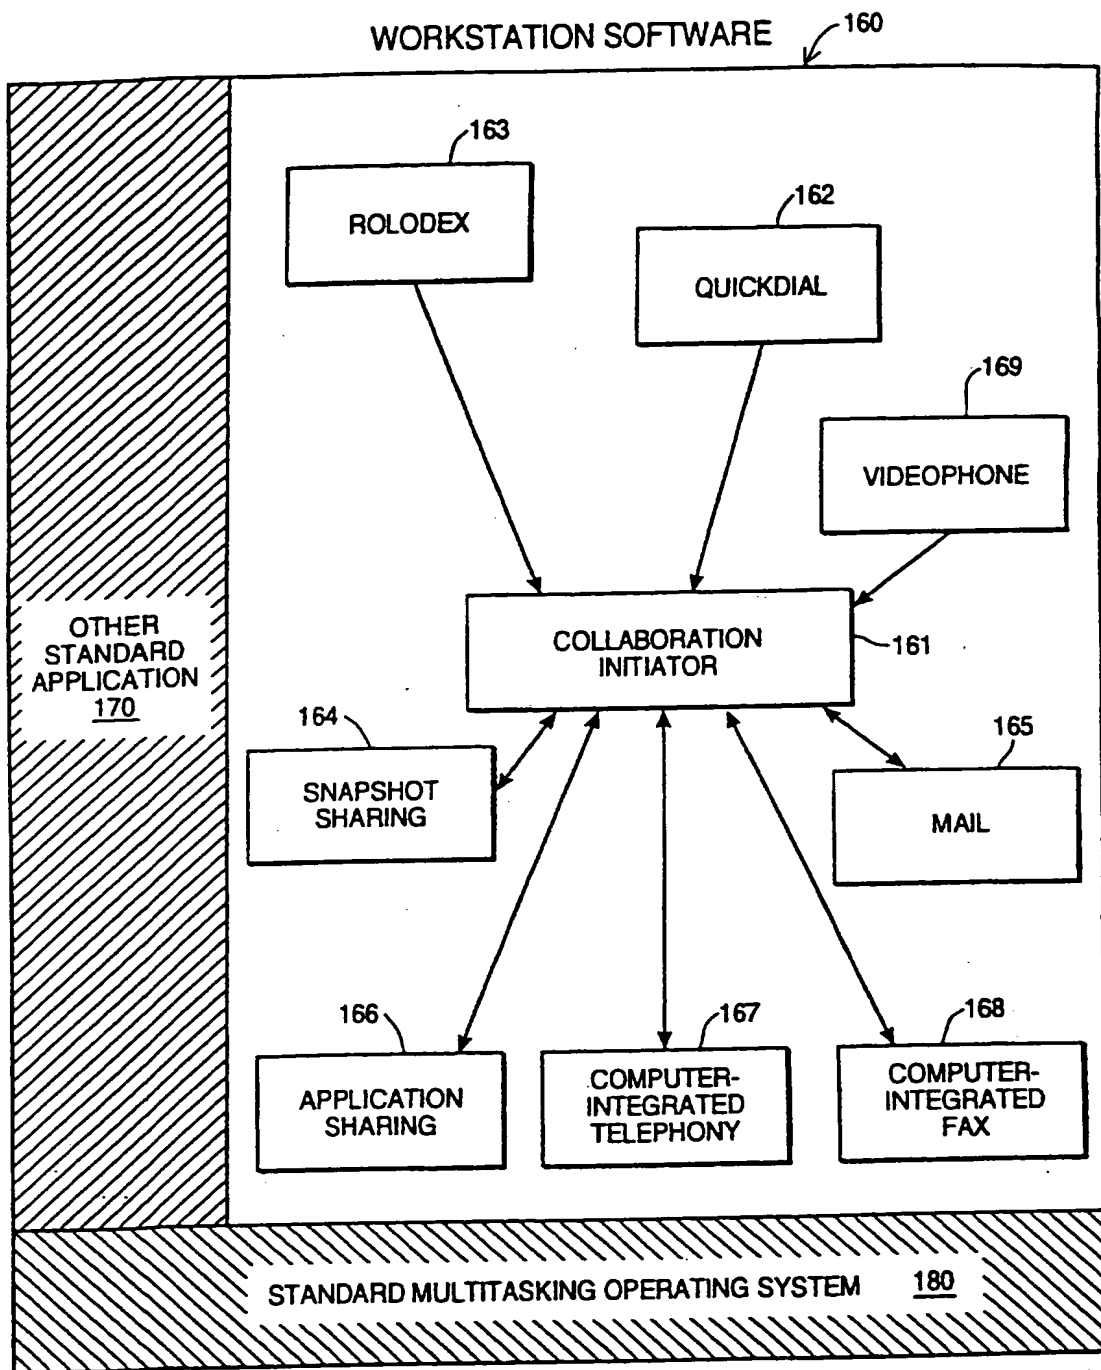 WORKSTATION SOFTWARE
160
163
ROLODEX
162
QUICKDIAL
169
VIDEOPHONE
COLLABORATION
INITIATOR
161
OTHER
STANDARD
APPLICATION
170
164
SNAPSHOT
SHARING
165
MAIL
166
APPLICATION
SHARING
167
COMPUTER-
INTEGRATED
TELEPHONY
168
COMPUTER-
INTEGRATED
FAX
STANDARD MULTITASKING OPERATING SYSTEM 180